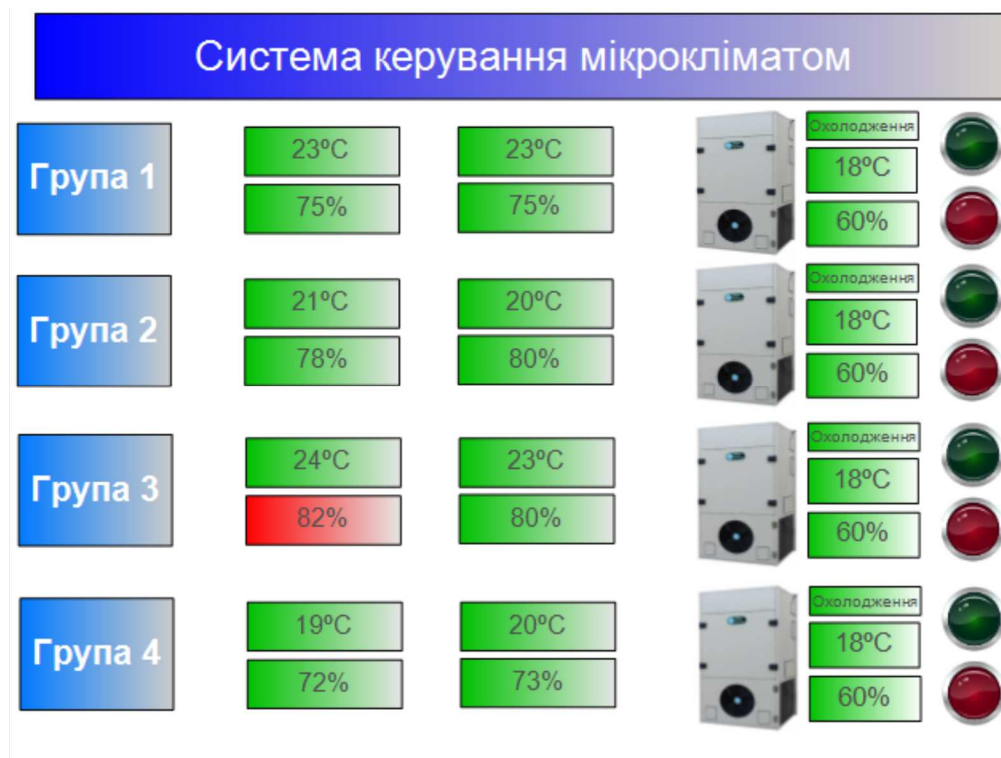 Система керування мікрокліматом
Група 1
23ºC
75%
23ºC
75%
Охолодження
18ºC
60%
Група 2
21ºC
78%
20ºC
80%
Охолодження
18ºC
60%
Група 3
24ºC
82%
23ºC
80%
Охолодження
18ºC
60%
Група 4
19ºC
72%
20ºC
73%
Охолодження
18ºC
60%